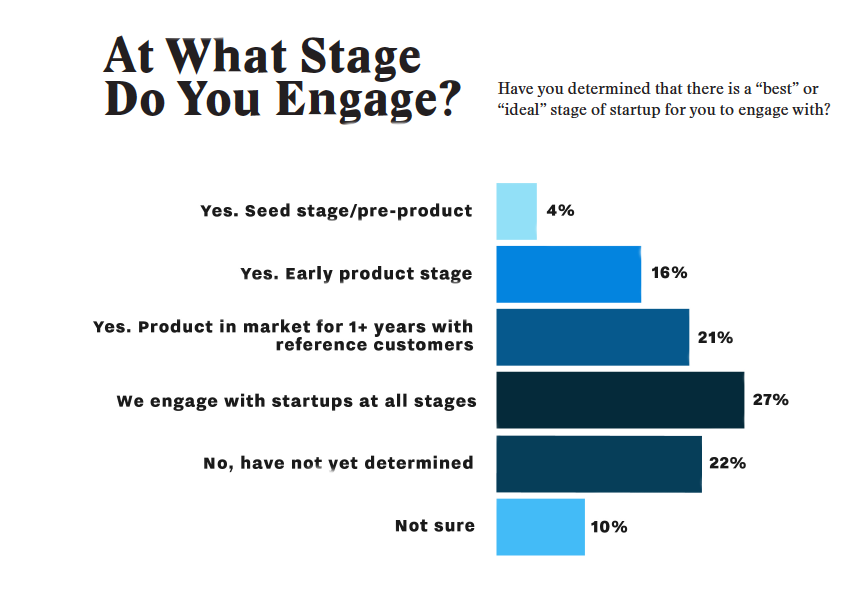 At What Stage
Do You Engage?
Have you determined that there is a “best” or
“ideal” stage of startup for you to engage with?
Yes. Seed stage/pre-product 4%
Yes. Early product stage 16%
Yes. Product in market for 1+ years with
reference customers 21%
We engage with startups at all stages 27%
No, have not yet determined 22%
Not sure 10%